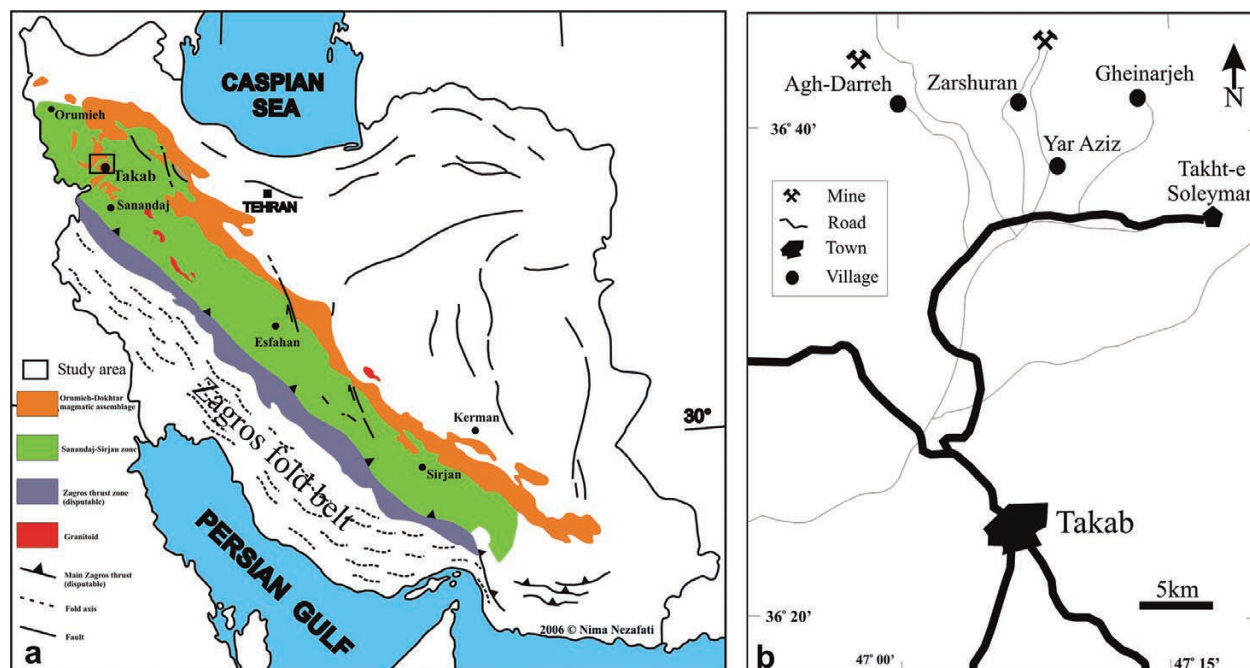 CASPIAN
SEA
Orumieh
Takab
Sanandaj
TEHRAN
Esfahan
Kerman
30°
Sirjan
Zagros fold belt
PERSIAN GULF
Study area
Orumieh-Dokhtar
magmatic assemblage
Sanandaj-Sirjan zone
Zagros thrust zone
(disputable)
Granitoid
Main Zagros thrust
(disputable)
Fold axis
Fault
2006 © Nima Nezafati
a
Agh-Darreh
Zarshuran
Gheinarjeh
N
36° 40'
Yar Aziz
Takht-e
Soleyman
Mine
Road
Town
Village
Takab
5km
36° 20'
47° 00'
47° 15'
b